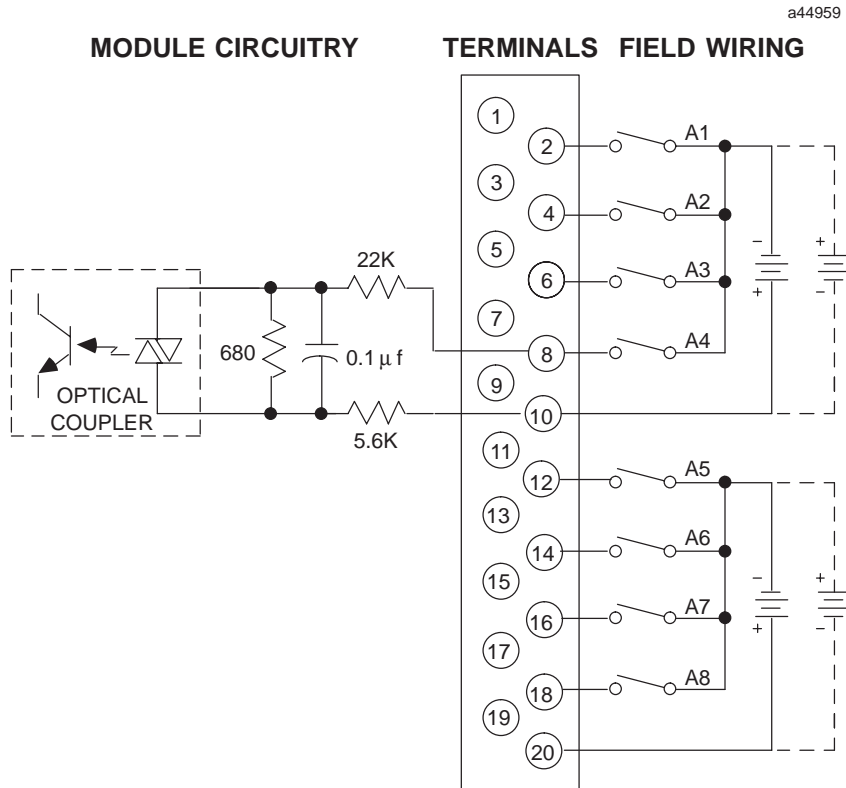 a44959
MODULE CIRCUITRY TERMINALS FIELD WIRING
1
2 A1
3
4 A2
5
6 A3
7
8 A4
9
10
11
12 A5
13
14 A6
15
16 A7
17
18 A8
19
20
22K
680
0.1 μ f
5.6K
OPTICAL
COUPLER
- +
+ -
- +
+ -